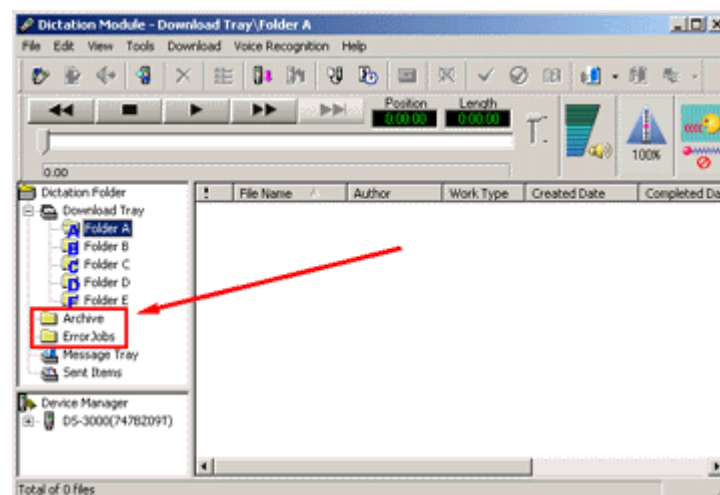 Dictation Module - Download Tray\Folder A
File Edit View Tools Download Voice Recognition Help
Position Length
0:00:00 0:00:00
0.00
100%
Dictation Folder
Download Tray
Folder A
Folder B
Folder C
Folder D
Folder E
Archive
ErrorJobs
Message Tray
Sent Items
! File Name Author Work Type Created Date Completed Da
Device Manager
DS-3000(747BZ09T)
Total of 0 files